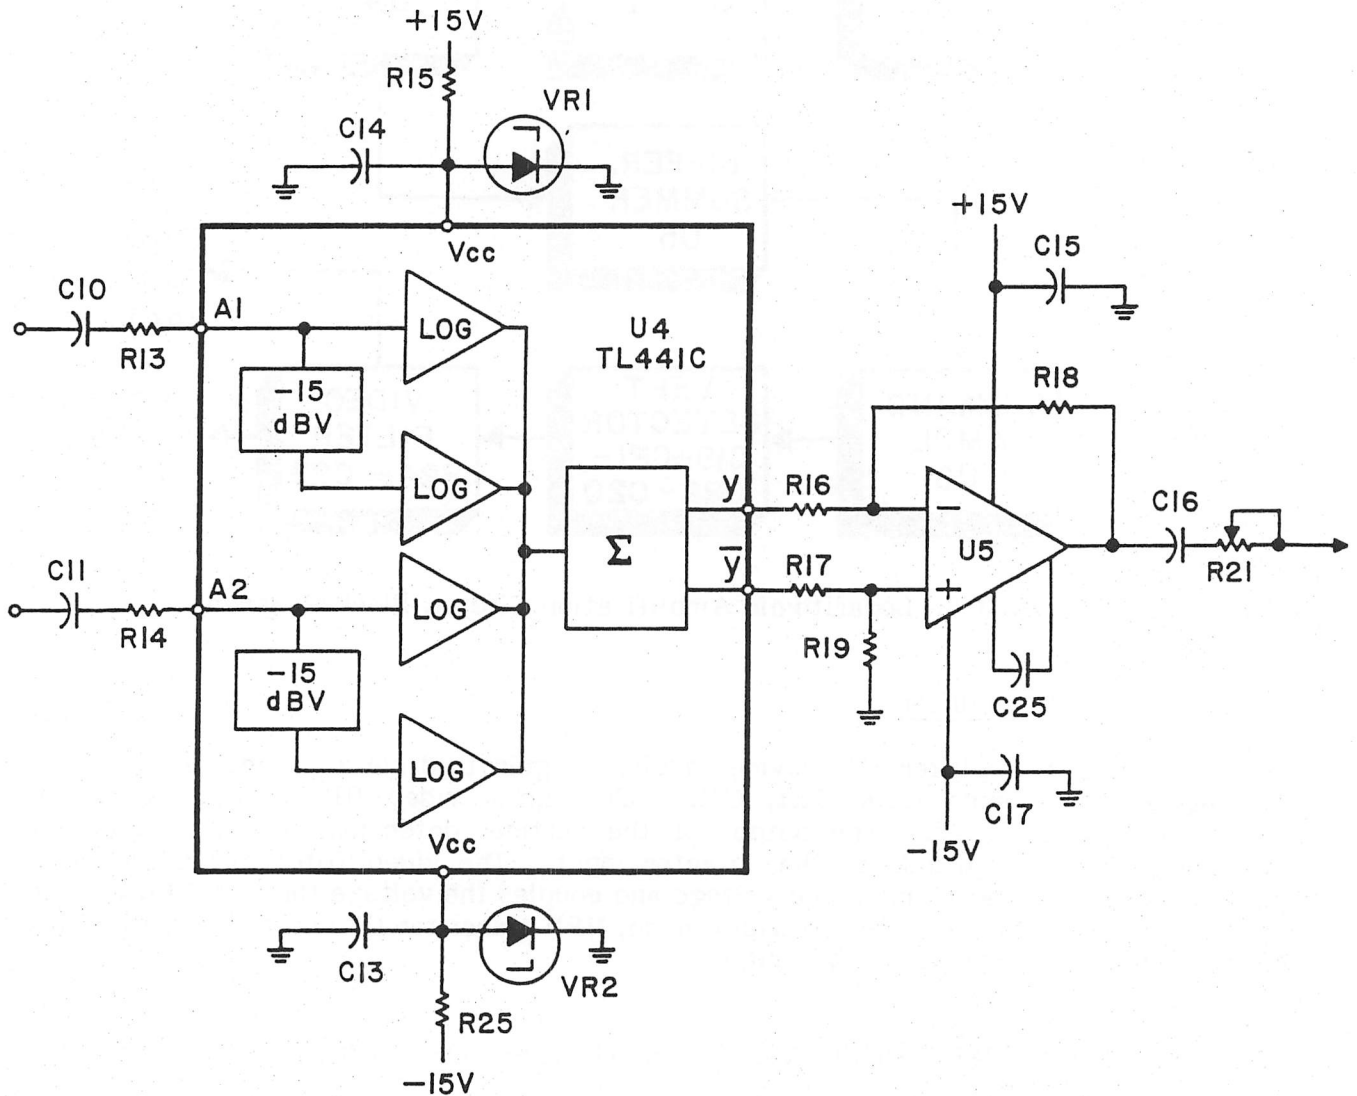 +15V
R15
VR1
C14
+15V
Vcc
C15
C10
A1
LOG
U4
TL441C
R13
-15
dBV
R18
LOG
y
R16
C16
Σ
U5
−
C11
A2
y̅
R17
+
R21
LOG
R14
R19
-15
dBV
C25
LOG
C17
Vcc
-15V
C13
VR2
R25
-15V